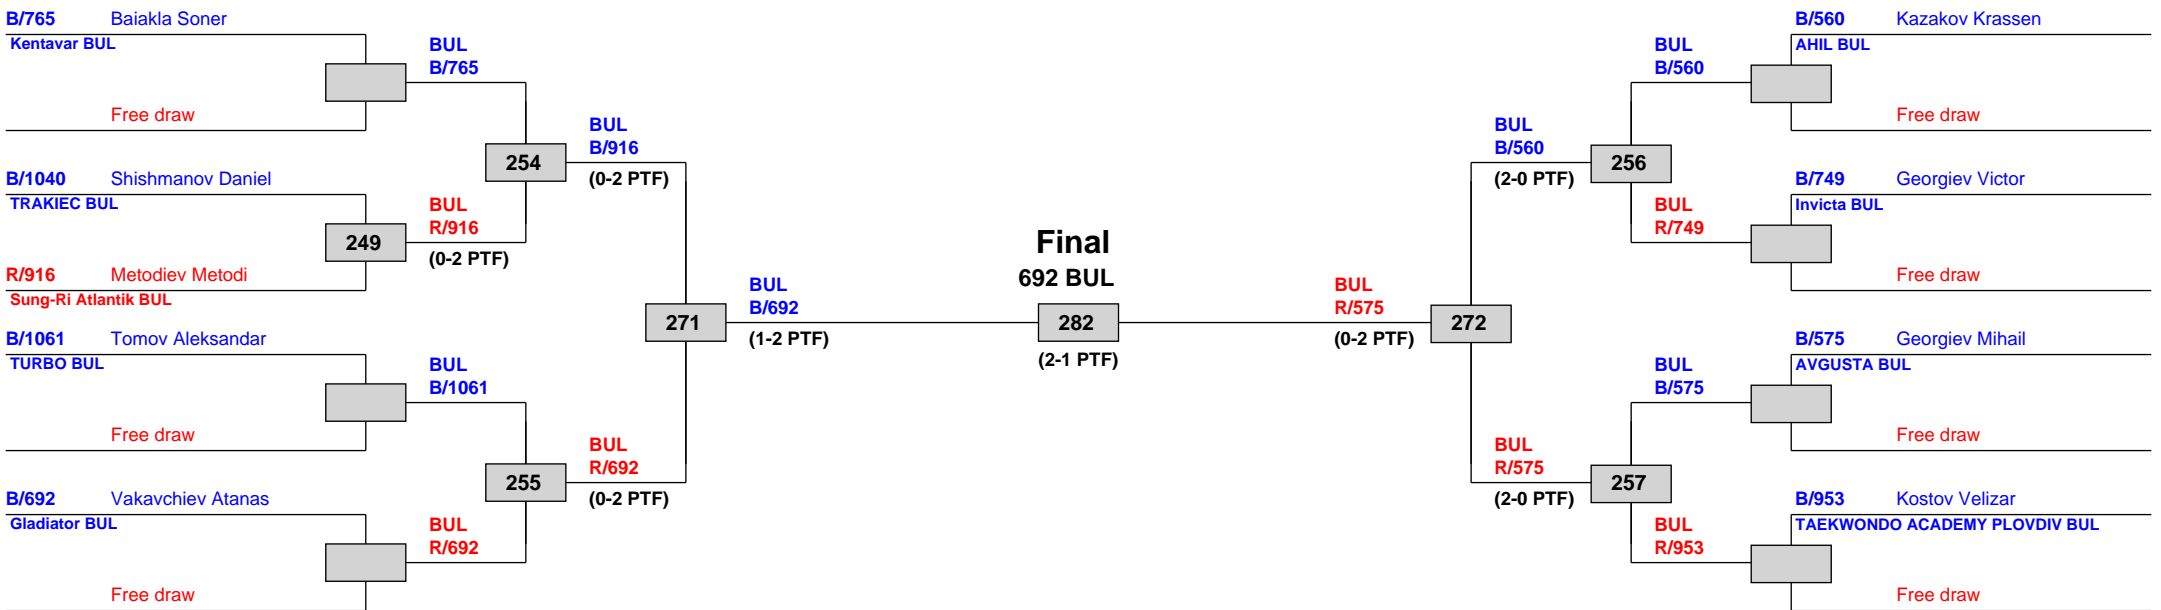 B/765 Baiakla Soner
Kentavar BUL
Free draw
B/1040 Shishmanov Daniel
TRAKIEC BUL
R/916 Metodiev Metodi
Sung-Ri Atlantik BUL
B/1061 Tomov Aleksandar
TURBO BUL
Free draw
B/692 Vakavchiev Atanas
Gladiator BUL
Free draw
BUL
B/765
249
BUL
R/916
(0-2 PTF)
BUL
B/1061
BUL
R/692
254
BUL
B/916
(0-2 PTF)
255
BUL
R/692
(0-2 PTF)
271
BUL
B/692
(1-2 PTF)
Final
692 BUL
282
(2-1 PTF)
BUL
R/575
(0-2 PTF)
272
BUL
B/560
(2-0 PTF)
256
BUL
R/575
(2-0 PTF)
257
BUL
B/560
BUL
R/749
BUL
B/575
BUL
R/953
B/560 Kazakov Krassen
AHIL BUL
Free draw
B/749 Georgiev Victor
Invicta BUL
Free draw
B/575 Georgiev Mihail
AVGUSTA BUL
Free draw
B/953 Kostov Velizar
TAEKWONDO ACADEMY PLOVDIV BUL
Free draw